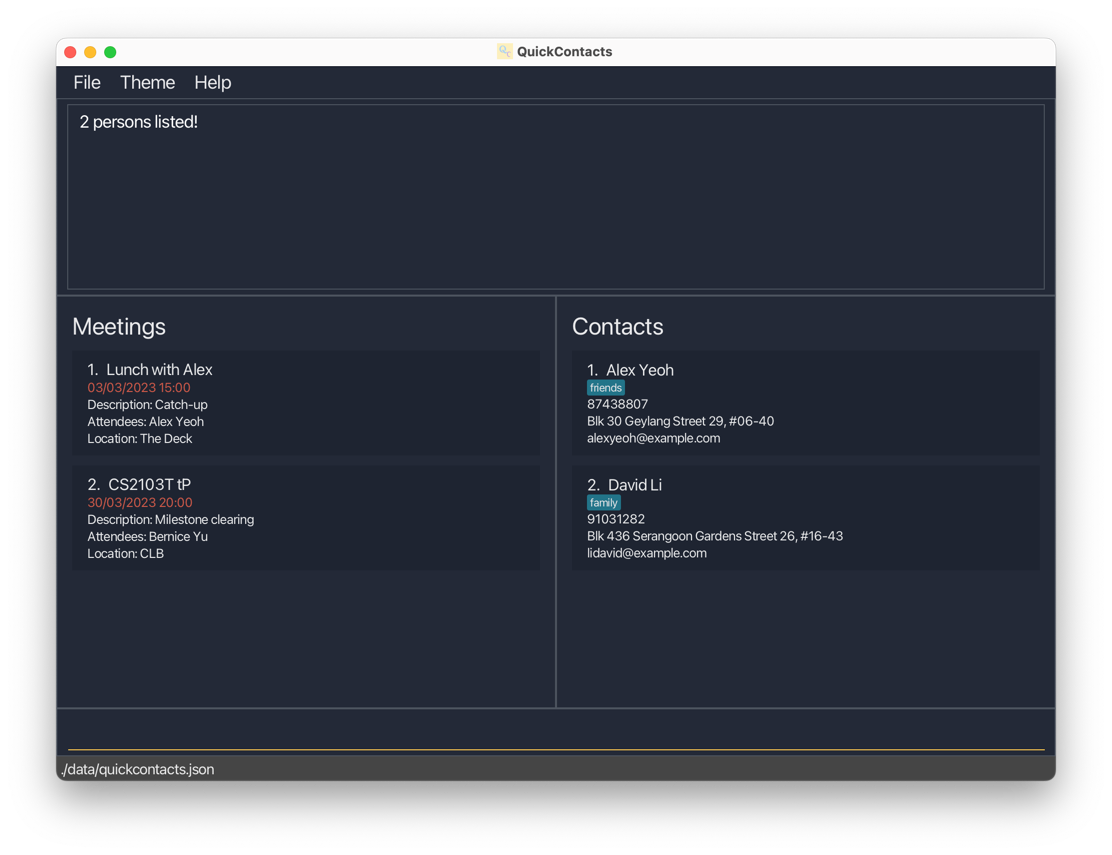 QuickContacts
File Theme Help
2 persons listed!
Meetings
1. Lunch with Alex
03/03/2023 15:00
Description: Catch-up
Attendees: Alex Yeoh
Location: The Deck
2. CS2103T tP
30/03/2023 20:00
Description: Milestone clearing
Attendees: Bernice Yu
Location: CLB
Contacts
1. Alex Yeoh
friends
87438807
Blk 30 Geylang Street 29, #06-40
alexyeoh@example.com
2. David Li
family
91031282
Blk 436 Serangoon Gardens Street 26, #16-43
lidavid@example.com
./data/quickcontacts.json